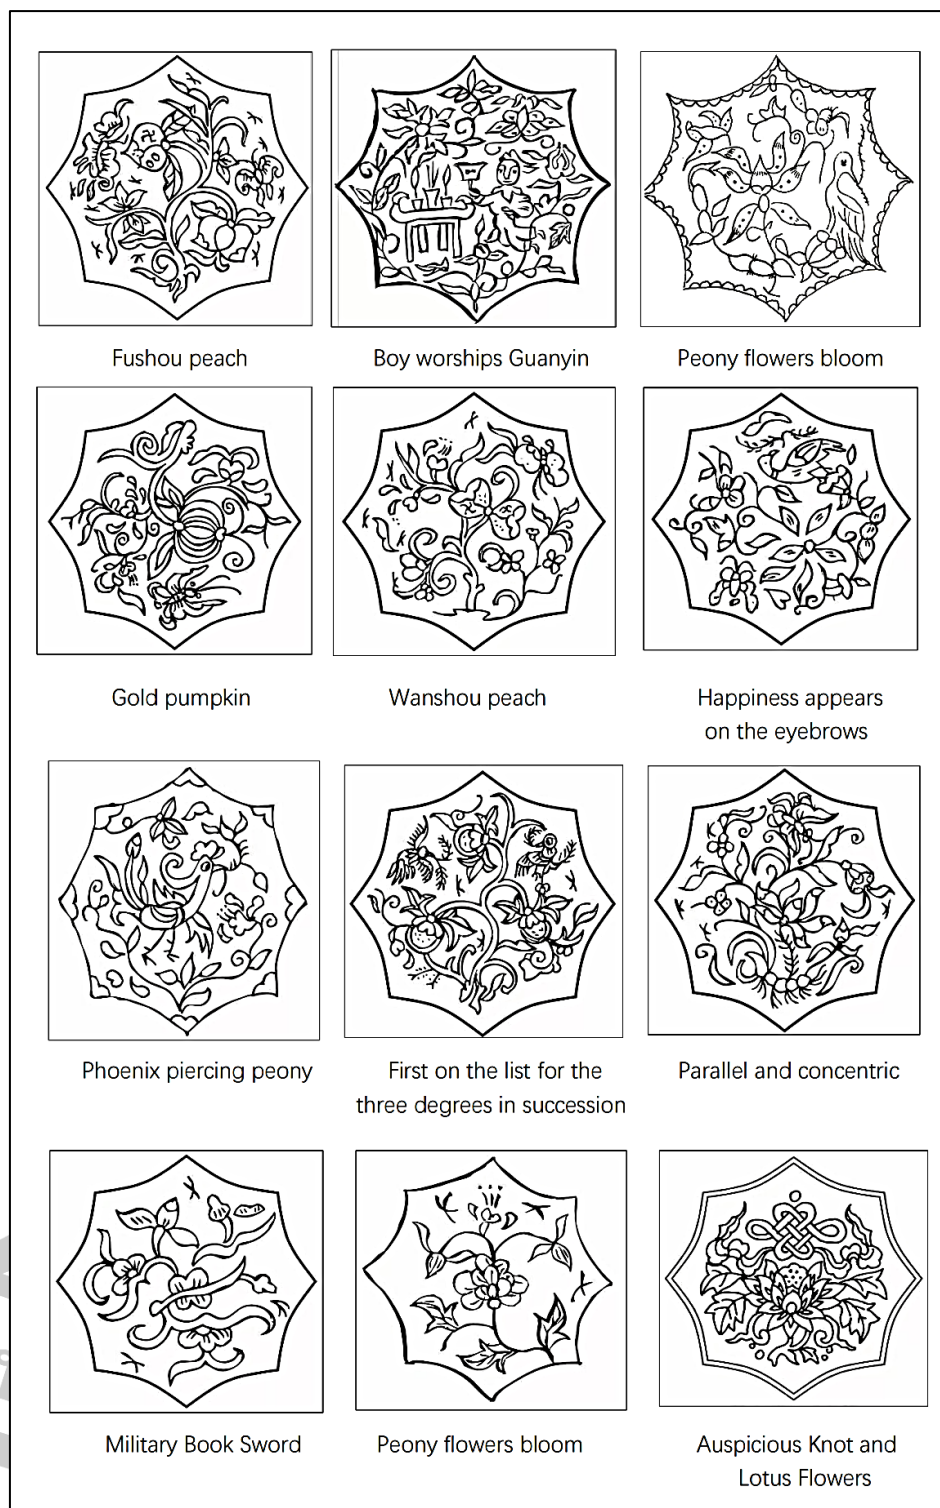 Fushou peach
Boy worships Guanyin
Peony flowers bloom
Gold pumpkin
Wanshou peach
Happiness appears
on the eyebrows
Phoenix piercing peony
First on the list for the
three degrees in succession
Parallel and concentric
Military Book Sword
Peony flowers bloom
Auspicious Knot and
Lotus Flowers